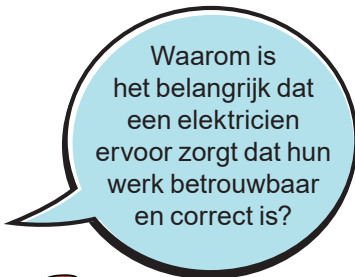 Waarom is
het belangrijk dat
een elektricien
ervoor zorgt dat hun
werk betrouwbaar
en correct is?